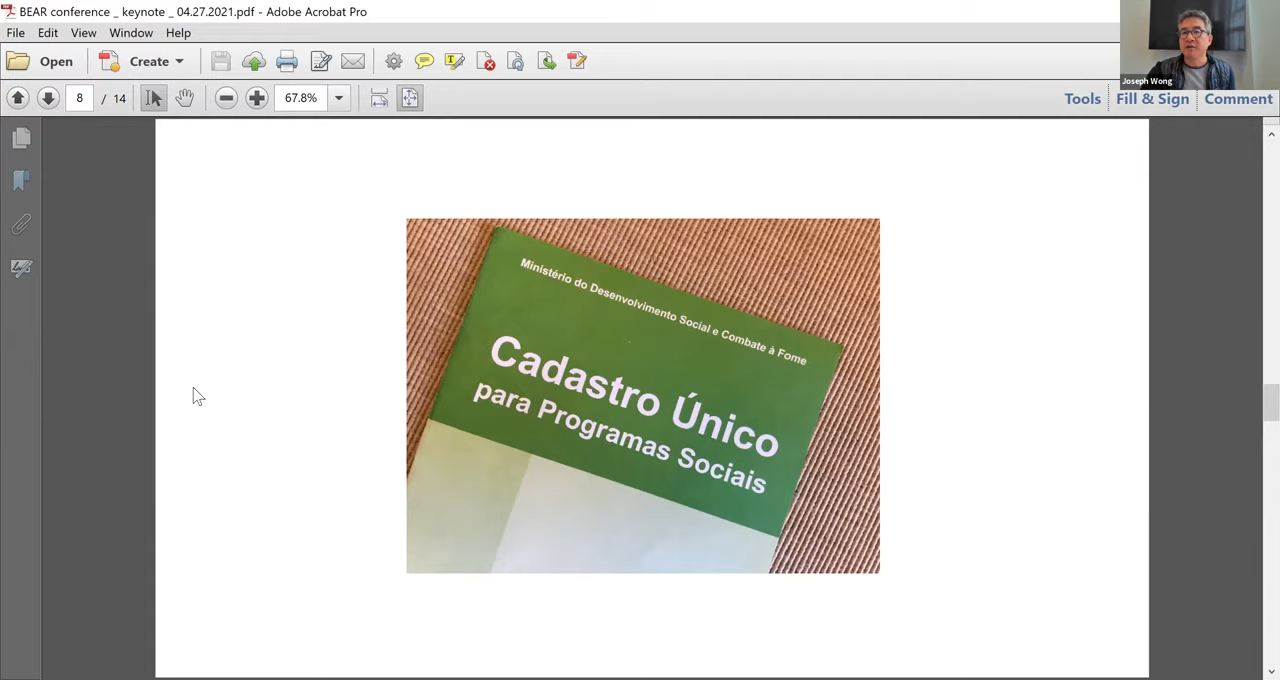 BEAR conference _ keynote _ 04.27.2021.pdf - Adobe Acrobat Pro
File Edit View Window Help
Open Create
8 / 14 67.8%
Joseph Wong
Tools Fill & Sign Comment
Ministério do Desenvolvimento Social e Combate à Fome
Cadastro Único
para Programas Sociais